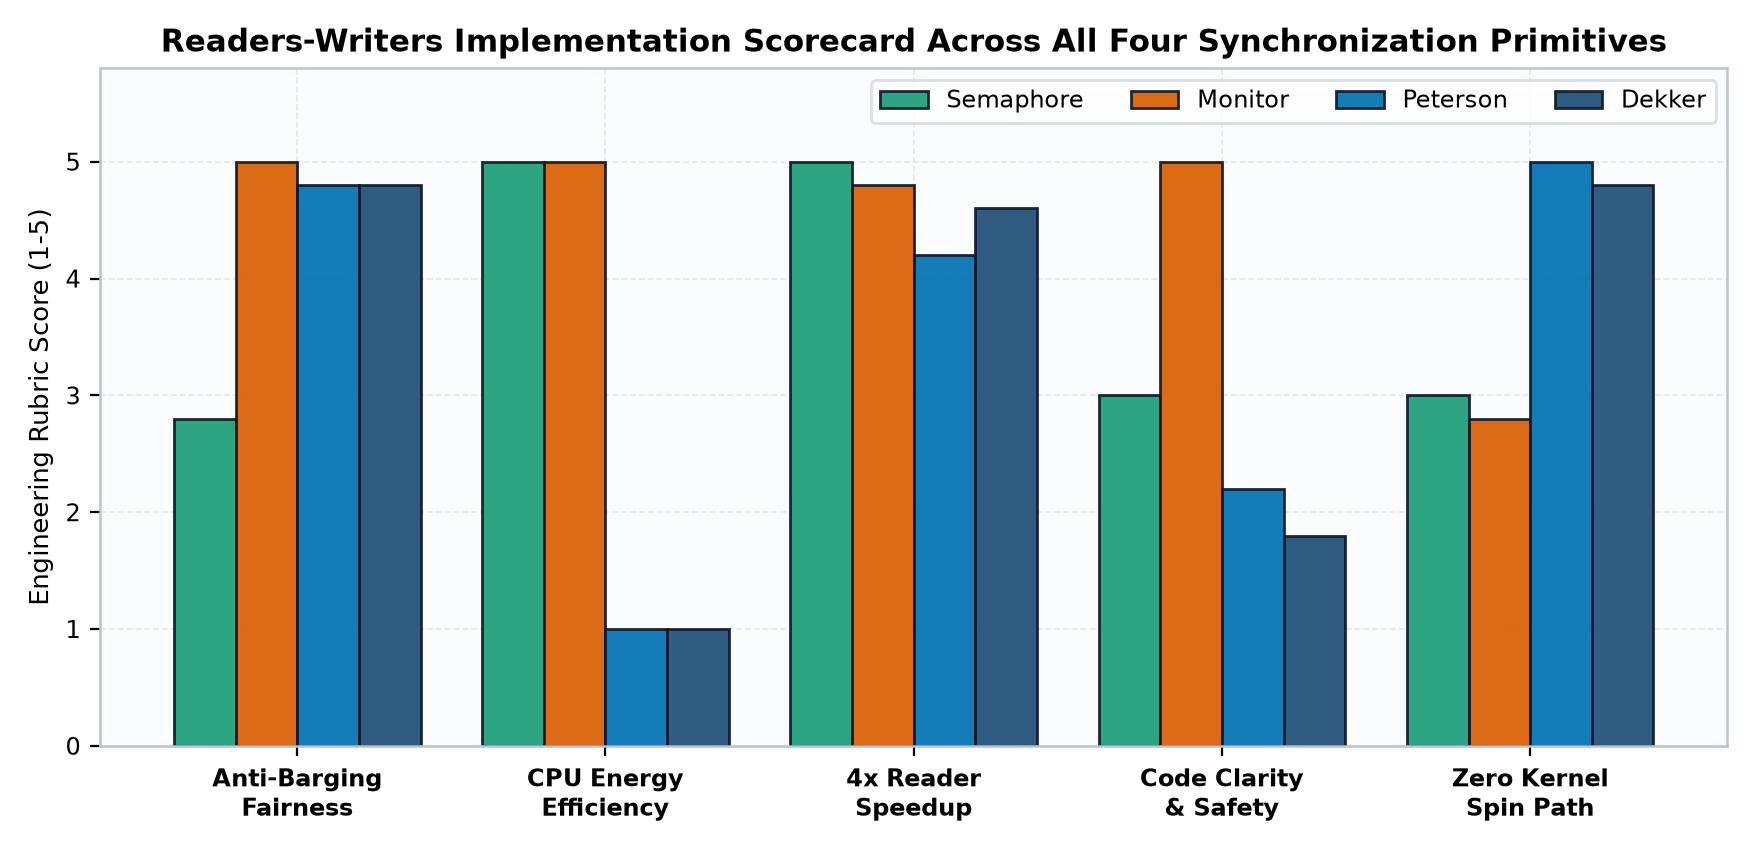 Readers-Writers Implementation Scorecard Across All Four Synchronization Primitives
Semaphore Monitor Peterson Dekker
Engineering Rubric Score (1-5)
5
4
3
2
1
0
Anti-Barging
Fairness
CPU Energy
Efficiency
4x Reader
Speedup
Code Clarity
& Safety
Zero Kernel
Spin Path